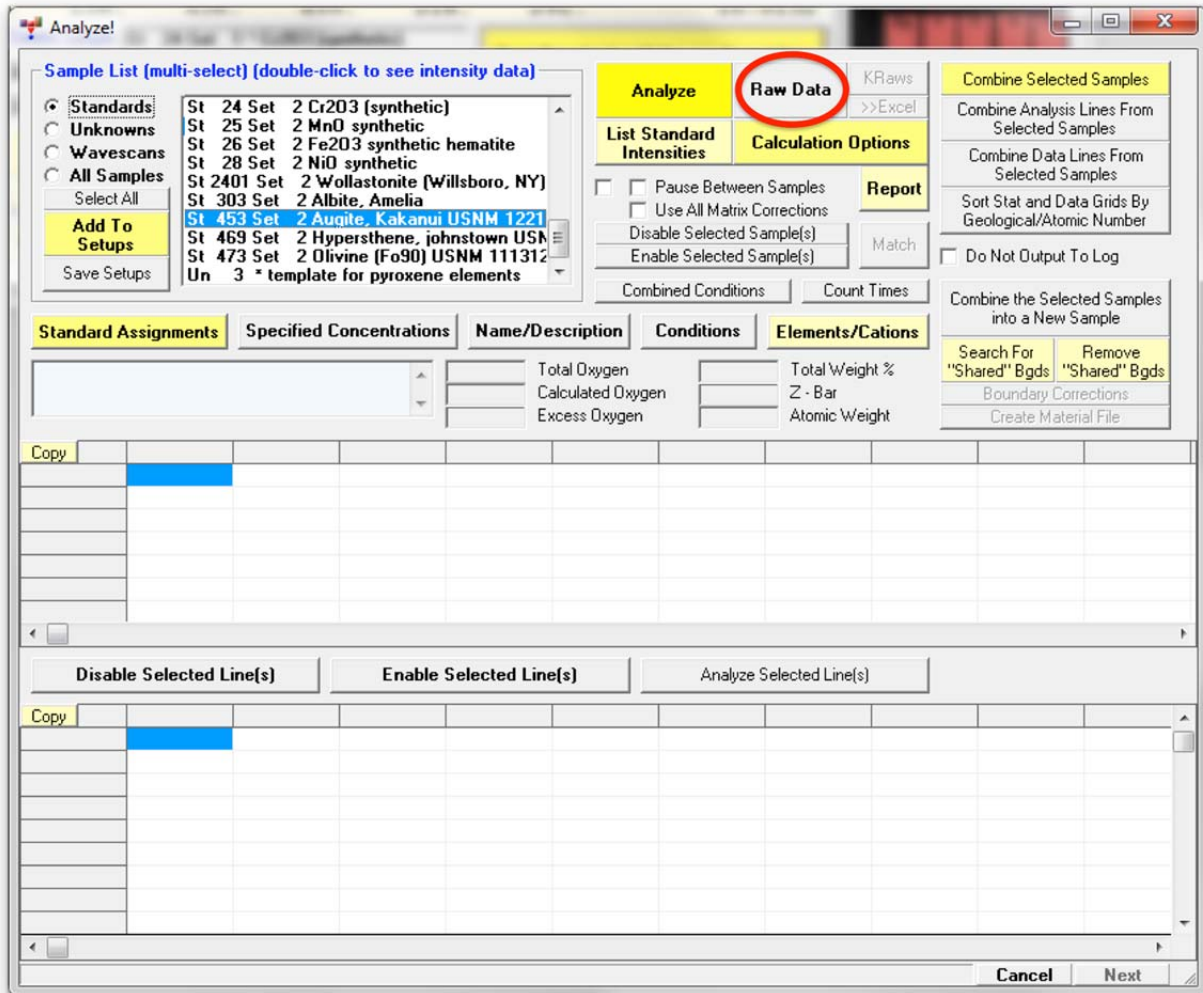 Analyze!
Sample List (multi-select) (double-click to see intensity data)
Standards
Unknowns
Wavescans
All Samples
Select All
Add To
Setups
Save Setups
St 24 Set 2 Cr2O3 (synthetic)
St 25 Set 2 MnO synthetic
St 26 Set 2 Fe2O3 synthetic hematite
St 28 Set 2 NiO synthetic
St 2401 Set 2 Wollastonite (Willsboro, NY)
St 303 Set 2 Albite, Amelia
St 453 Set 2 Augite, Kakanui USNM 1221
St 469 Set 2 Hypersthene, johnstown USN
St 473 Set 2 Olivine (Fo90) USNM 111312
Un 3 * template for pyroxene elements
Analyze
Raw Data
KRaws
>>Excel
List Standard
Intensities
Calculation Options
Pause Between Samples
Use All Matrix Corrections
Report
Disable Selected Sample(s)
Enable Selected Sample(s)
Match
Combined Conditions
Count Times
Combine Selected Samples
Combine Analysis Lines From
Selected Samples
Combine Data Lines From
Selected Samples
Sort Stat and Data Grids By
Geological/Atomic Number
Do Not Output To Log
Combine the Selected Samples
into a New Sample
Search For
"Shared" Bgds
Remove
"Shared" Bgds
Boundary Corrections
Create Material File
Standard Assignments
Specified Concentrations
Name/Description
Conditions
Elements/Cations
Total Oxygen
Calculated Oxygen
Excess Oxygen
Total Weight %
Z - Bar
Atomic Weight
Copy
Disable Selected Line(s)
Enable Selected Line(s)
Analyze Selected Line(s)
Copy
Cancel
Next